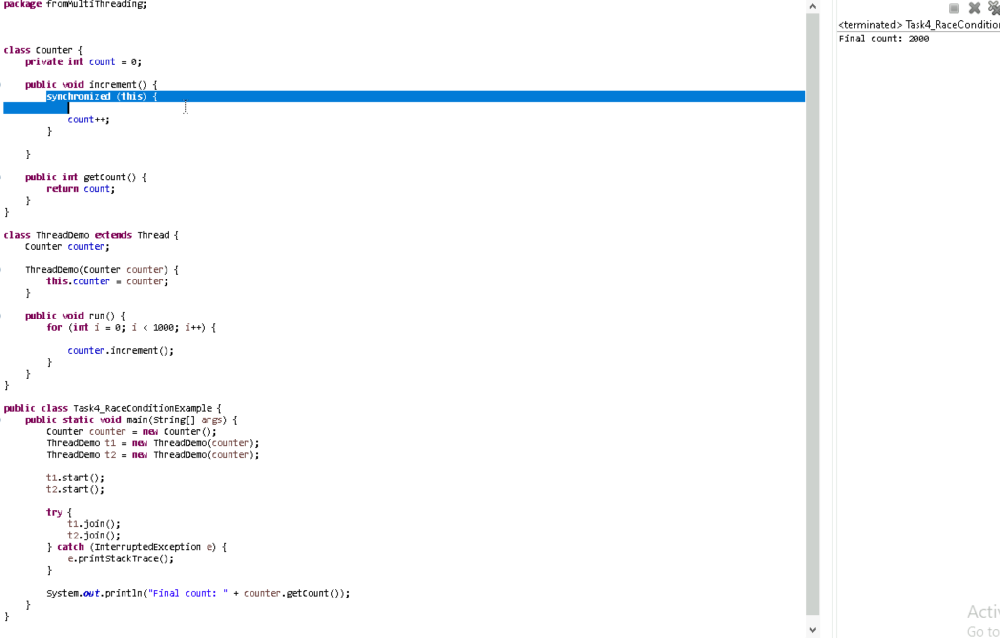 package fromMultiThreading;
class Counter {
private int count = 0;
public void increment() {
synchronized (this) {
count++;
}
}
public int getCount() {
return count;
}
}
class ThreadDemo extends Thread {
Counter counter;
ThreadDemo(Counter counter) {
this.counter = counter;
}
public void run() {
for (int i = 0; i < 1000; i++) {
counter.increment();
}
}
}
public class Task4_RaceConditionExample {
public static void main(String[] args) {
Counter counter = new Counter();
ThreadDemo t1 = new ThreadDemo(counter);
ThreadDemo t2 = new ThreadDemo(counter);
t1.start();
t2.start();
try {
t1.join();
t2.join();
} catch (InterruptedException e) {
e.printStackTrace();
}
System.out.println("Final count: " + counter.getCount());
}
}
<terminated> Task4_RaceConditio
Final count: 2000
Acti
Go to